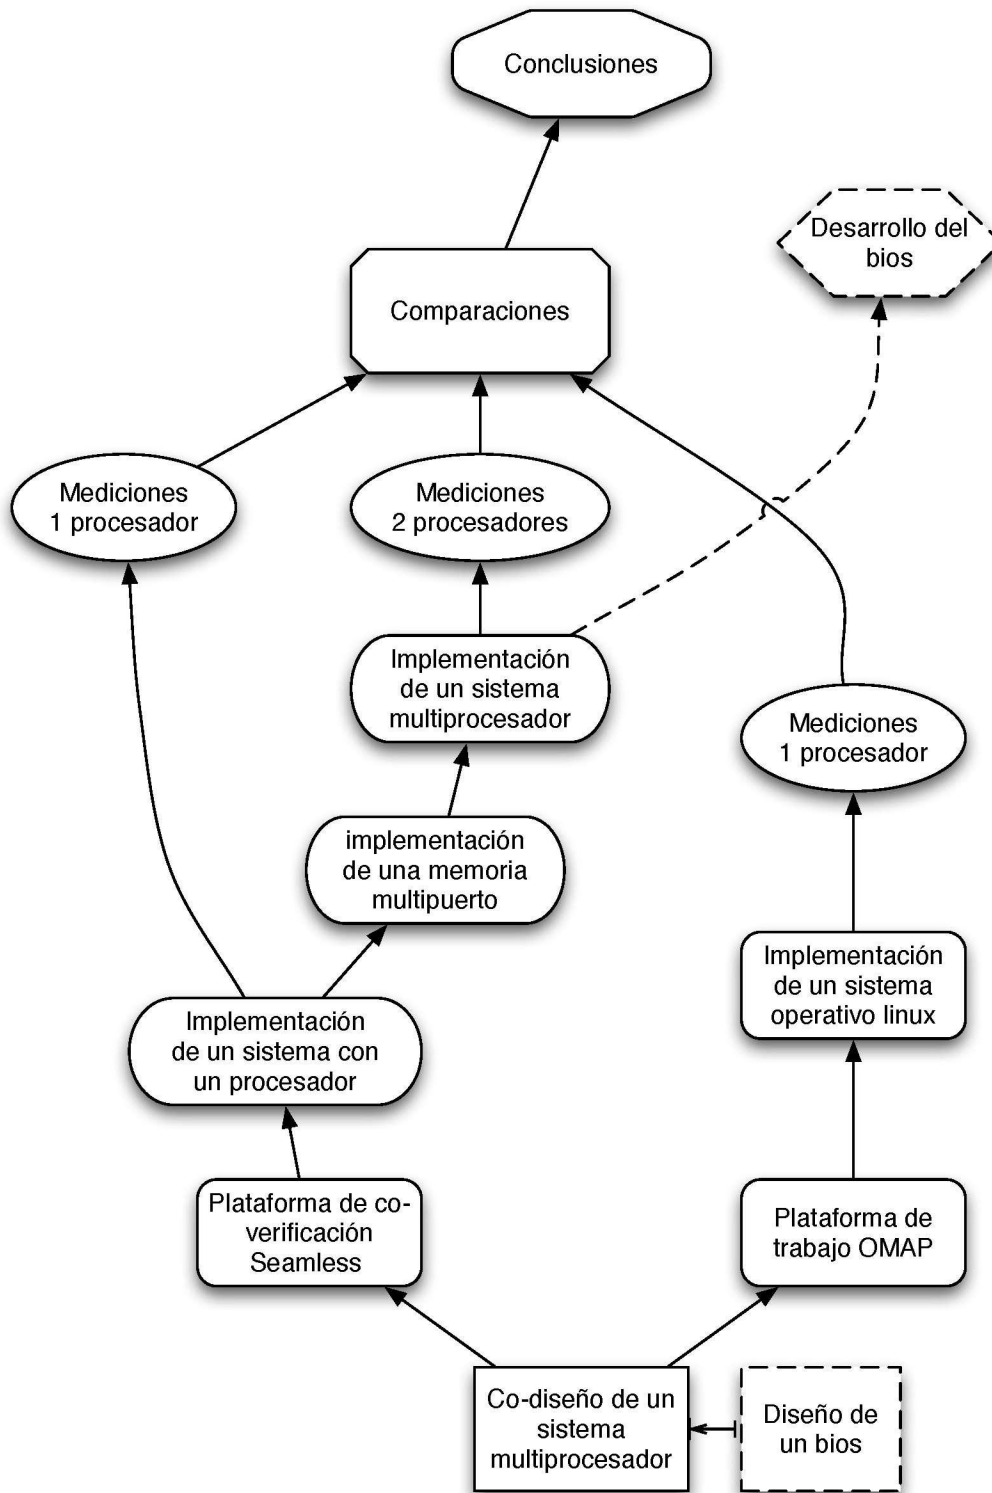 Conclusiones
Desarrollo del
bios
Comparaciones
Mediciones
1 procesador
Mediciones
2 procesadores
Implementación
de un sistema
multiprocesador
Mediciones
1 procesador
implementación
de una memoria
multipuerto
Implementación
de un sistema
operativo linux
Implementación
de un sistema con
un procesador
Plataforma de co-
verificación
Seamless
Plataforma de
trabajo OMAP
Co-diseño de un
sistema
multiprocesador
Diseño de
un bios